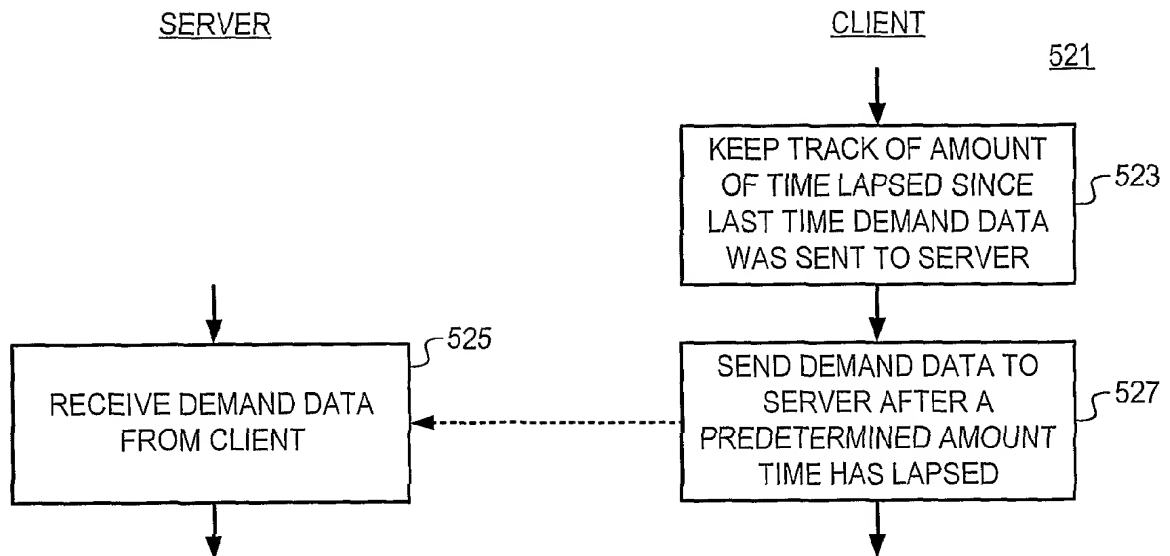 SERVER
CLIENT
521
KEEP TRACK OF AMOUNT
OF TIME LAPSED SINCE
LAST TIME DEMAND DATA
WAS SENT TO SERVER
523
525
RECEIVE DEMAND DATA
FROM CLIENT
SEND DEMAND DATA TO
SERVER AFTER A
PREDETERMINED AMOUNT
TIME HAS LAPSED
527